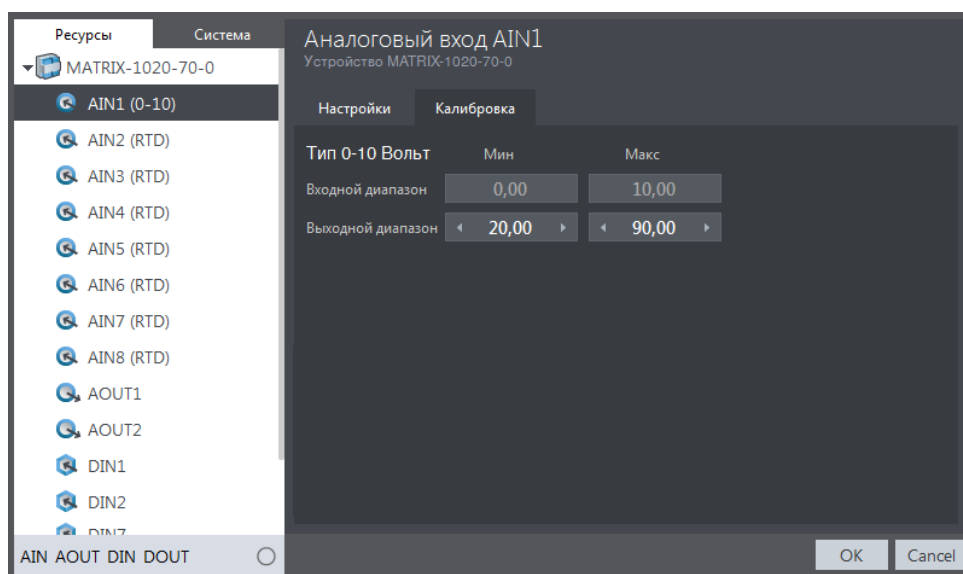 Ресурсы Система
MATRIX-1020-70-0
AIN1 (0-10)
AIN2 (RTD)
AIN3 (RTD)
AIN4 (RTD)
AIN5 (RTD)
AIN6 (RTD)
AIN7 (RTD)
AIN8 (RTD)
AOUT1
AOUT2
DIN1
DIN2
DIN7
AIN AOUT DIN DOUT
Аналоговый вход AIN1
Устройство MATRIX-1020-70-0
Настройки Калибровка
Тип 0-10 Вольт Мин Макс
Входной диапазон 0,00 10,00
Выходной диапазон 20,00 90,00
OK Cancel